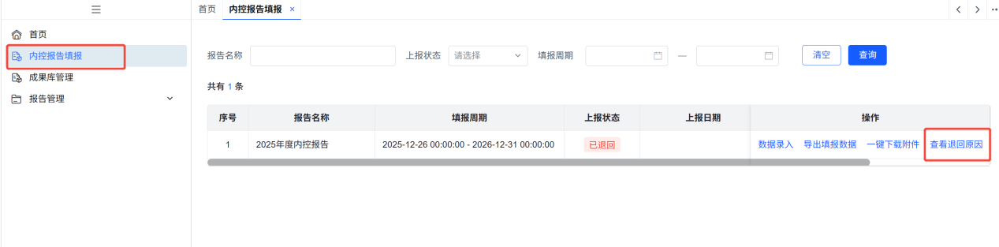 首页 内控报告填报 ×
首页
内控报告填报
成果库管理
报告管理
报告名称 上报状态 请选择 填报周期 — 清空 查询
共有 1 条
序号 报告名称 填报周期 上报状态 上报日期 操作
1 2025年度内控报告 2025-12-26 00:00:00 - 2026-12-31 00:00:00 已退回 数据录入 导出填报数据 一键下载附件 查看退回原因